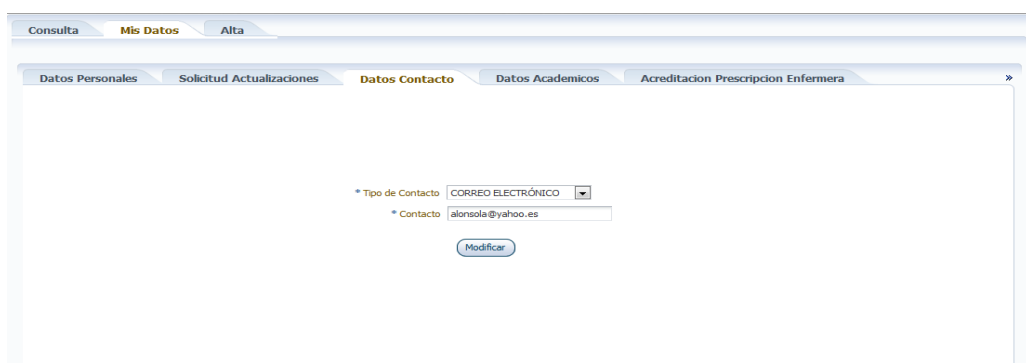 Consulta Mis Datos Alta
Datos Personales Solicitud Actualizaciones Datos Contacto Datos Academicos Acreditacion Prescripcion Enfermera »
* Tipo de Contacto CORREO ELECTRÓNICO
* Contacto alonsola@yahoo.es
Modificar